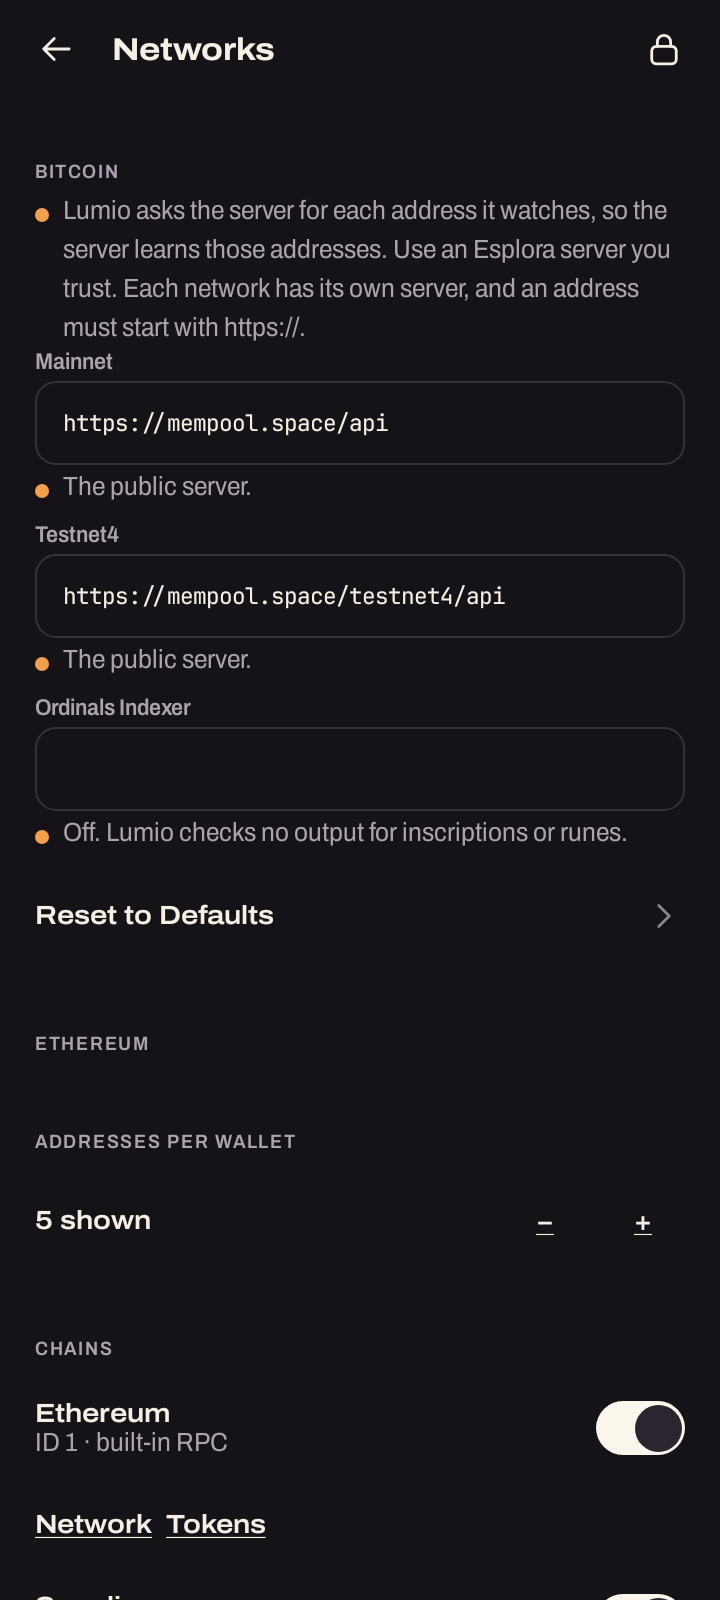 Networks
BITCOIN
Lumio asks the server for each address it watches, so the
server learns those addresses. Use an Esplora server you
trust. Each network has its own server, and an address
must start with https://.
Mainnet
https://mempool.space/api
The public server.
Testnet4
https://mempool.space/testnet4/api
The public server.
Ordinals Indexer
Off. Lumio checks no output for inscriptions or runes.
Reset to Defaults
ETHEREUM
ADDRESSES PER WALLET
5 shown − +
CHAINS
Ethereum
ID 1 · built-in RPC
Network Tokens